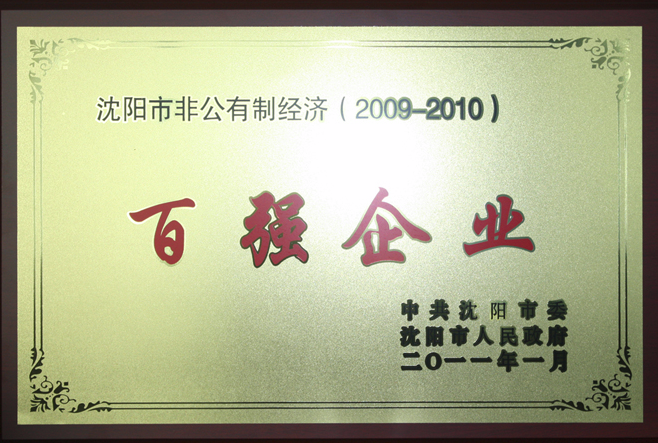 沈阳市非公有制经济（2009-2010）
百强企业
中共沈阳市委
沈阳市人民政府
二〇一一年一月